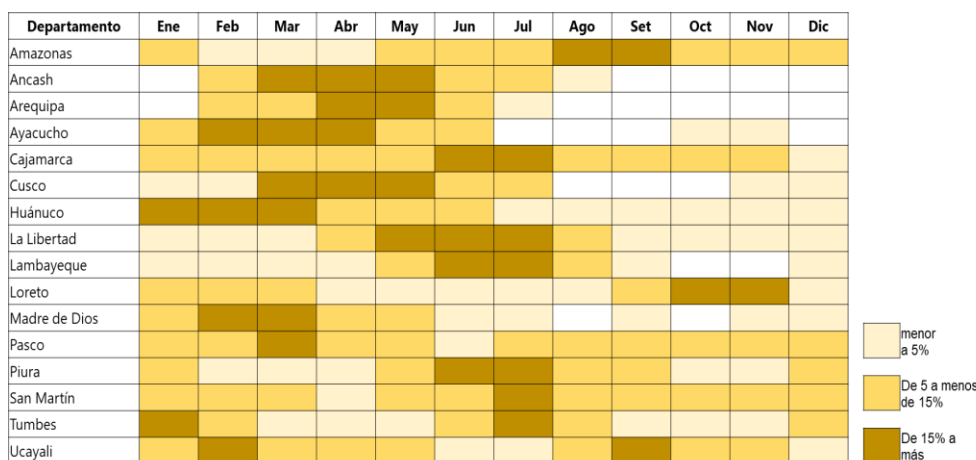 Departamento Ene Feb Mar Abr May Jun Jul Ago Set Oct Nov Dic
Amazonas
Ancash
Arequipa
Ayacucho
Cajamarca
Cusco
Huánuco
La Libertad
Lambayeque
Loreto
Madre de Dios
Pasco
Piura
San Martín
Tumbes
Ucayali
menor
a 5%
De 5 a menos
de 15%
De 15% a
más